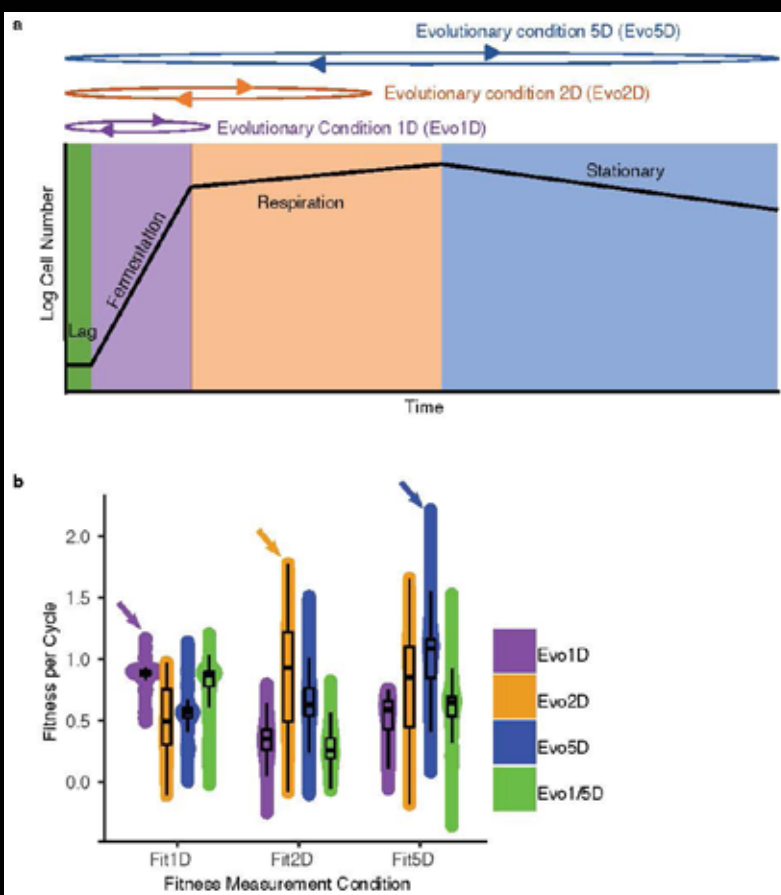 a
Evolutionary condition 5D (Evo5D)
Evolutionary condition 2D (Evo2D)
Evolutionary Condition 1D (Evo1D)
Log Cell Number
Lag
Fermentation
Respiration
Stationary
Time
b
Fitness per Cycle
2.0
1.5
1.0
0.5
0.0
Evo1D
Evo2D
Evo5D
Evo1/5D
Fit1D Fit2D Fit5D
Fitness Measurement Condition